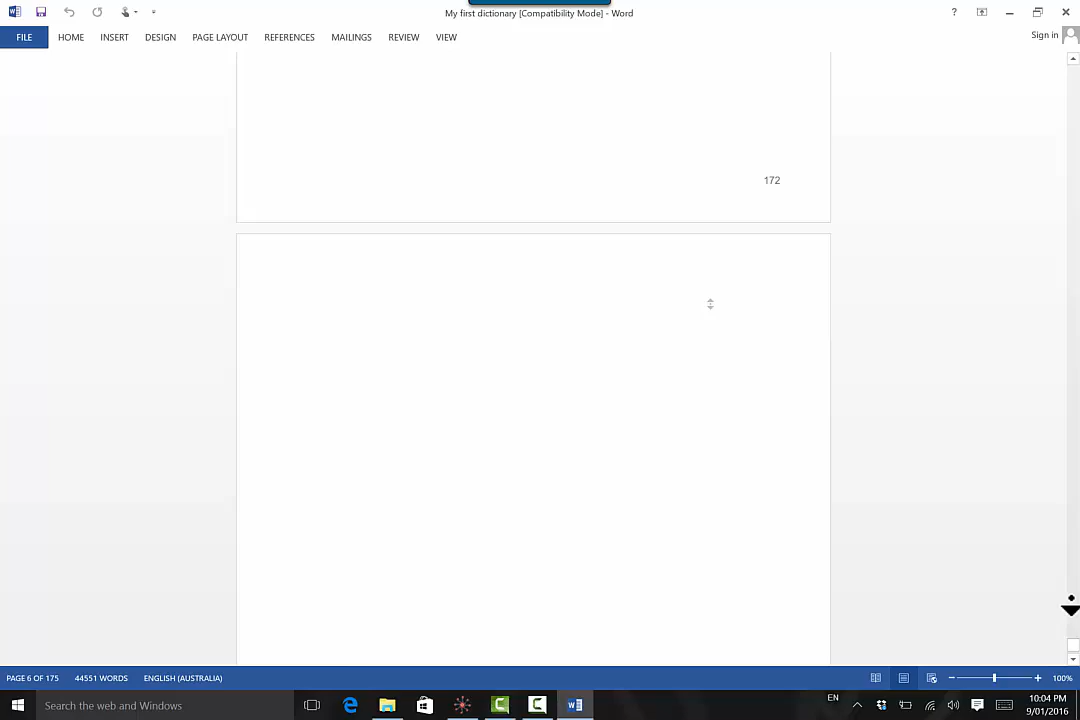 My first dictionary [Compatibility Mode] - Word
?
FILE HOME INSERT DESIGN PAGE LAYOUT REFERENCES MAILINGS REVIEW VIEW
Sign in
172
PAGE 6 OF 175 44551 WORDS ENGLISH (AUSTRALIA)
100%
Search the web and Windows
EN
10:04 PM
9/01/2016